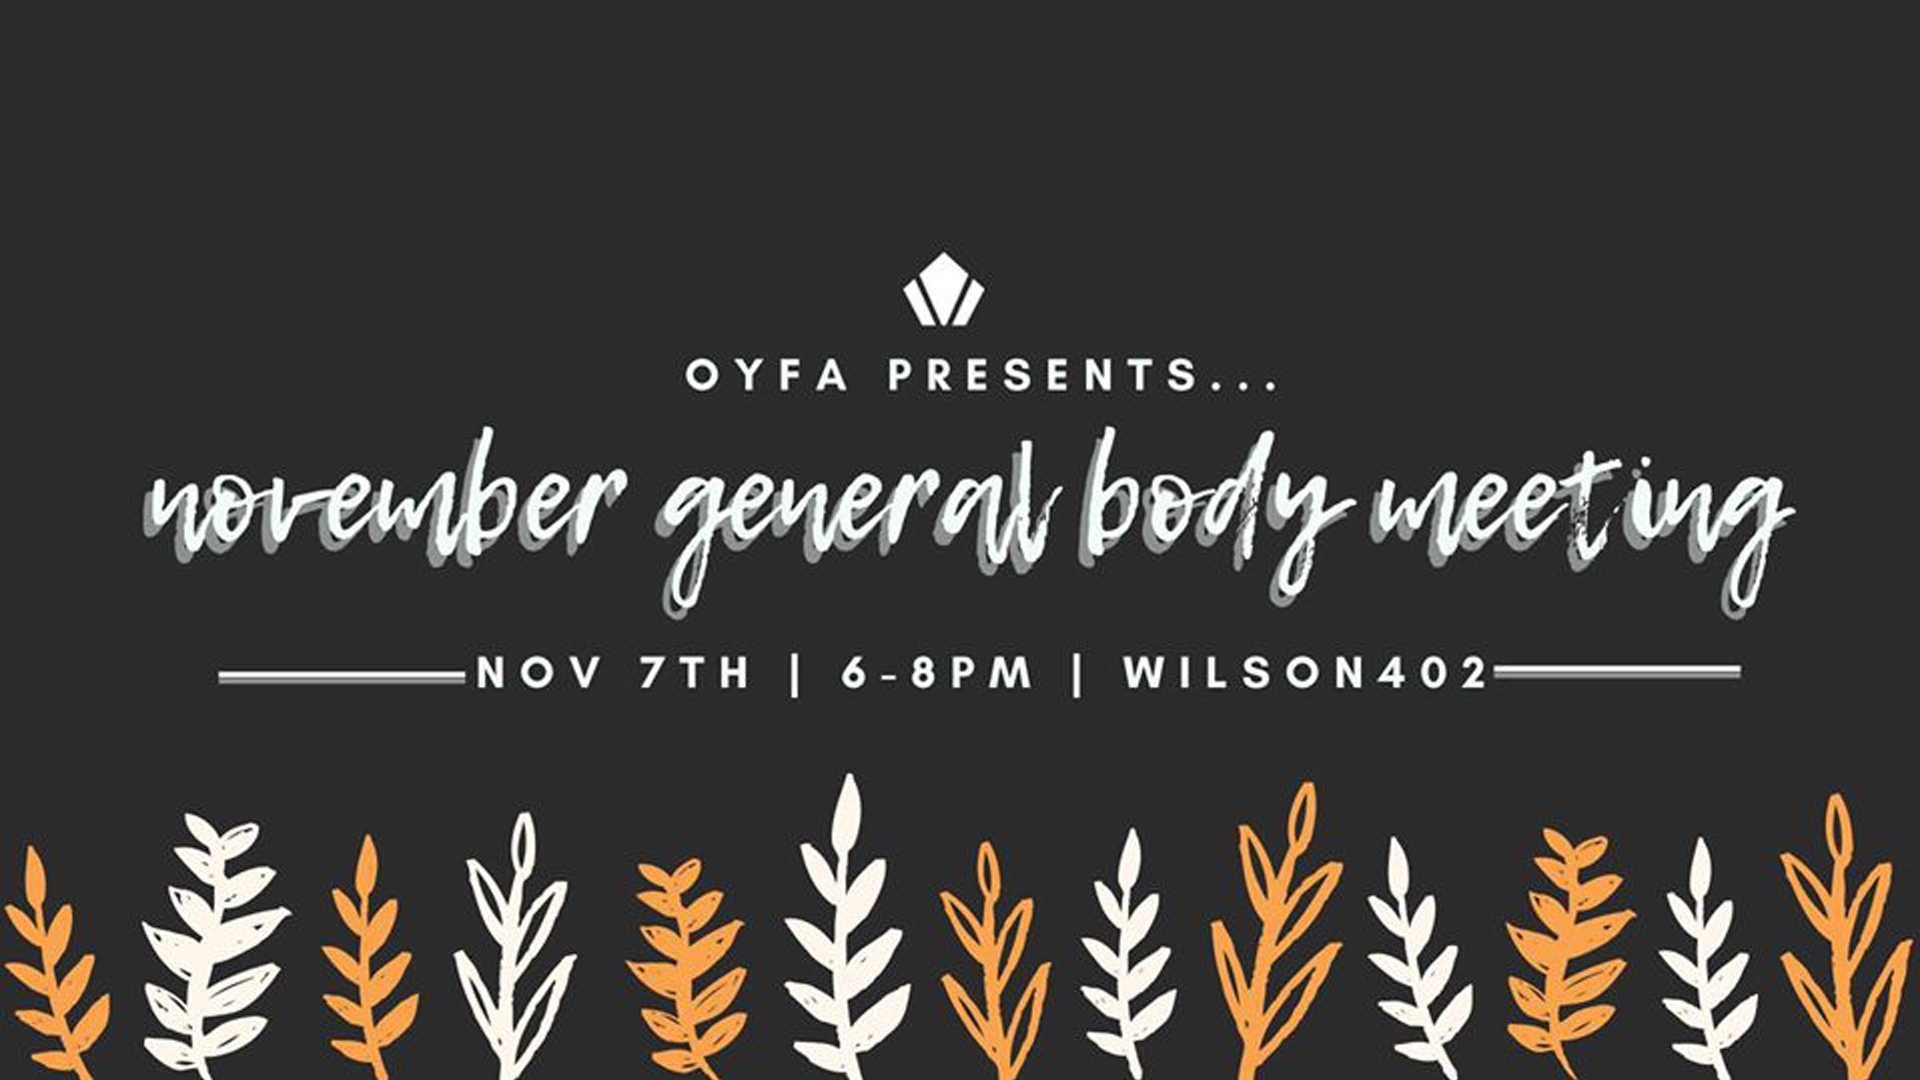 OYFA PRESENTS...
november general body meeting
NOV 7TH | 6-8PM | WILSON402